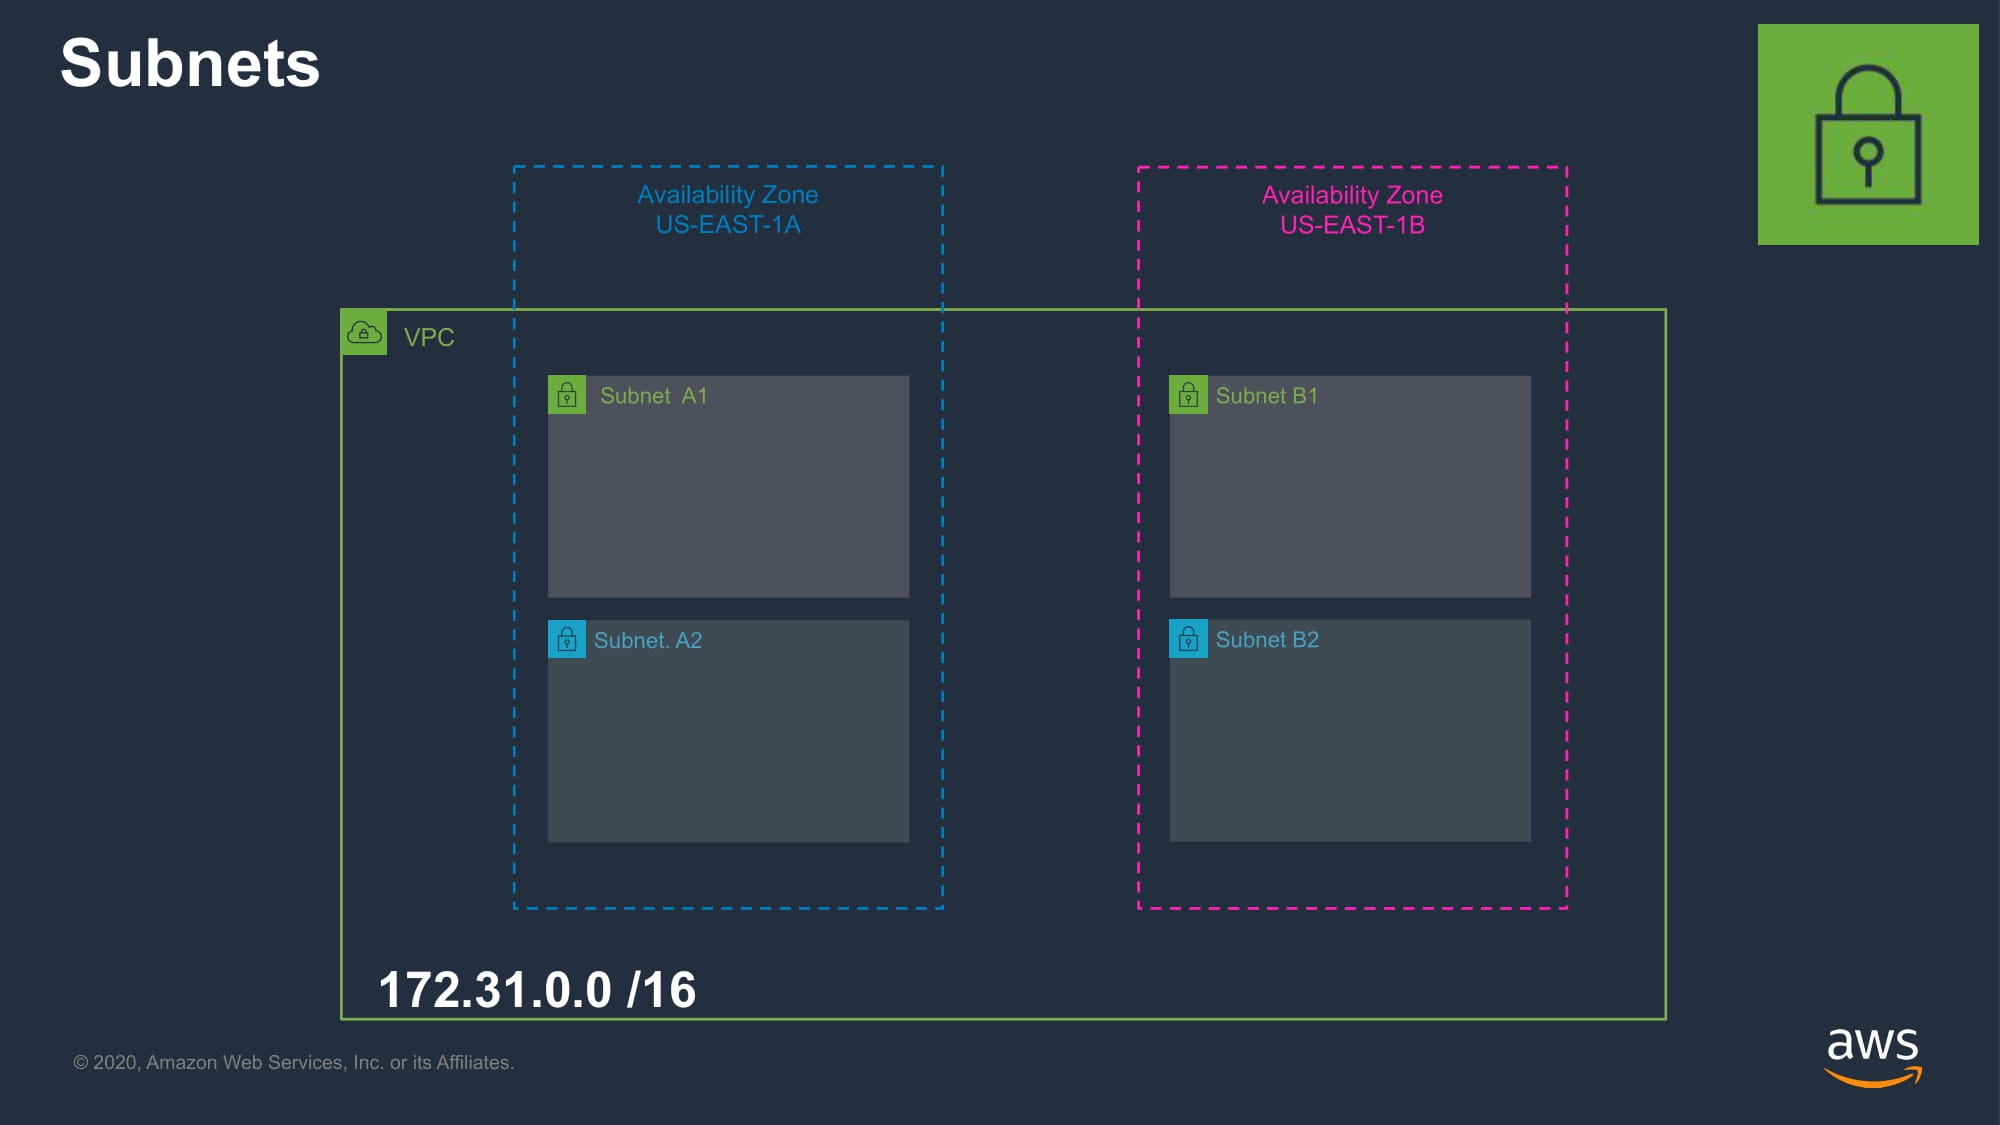 Subnets
Availability Zone
US-EAST-1A
Availability Zone
US-EAST-1B
VPC
Subnet  A1
Subnet B1
Subnet. A2
Subnet B2
172.31.0.0 /16
© 2020, Amazon Web Services, Inc. or its Affiliates.
aws